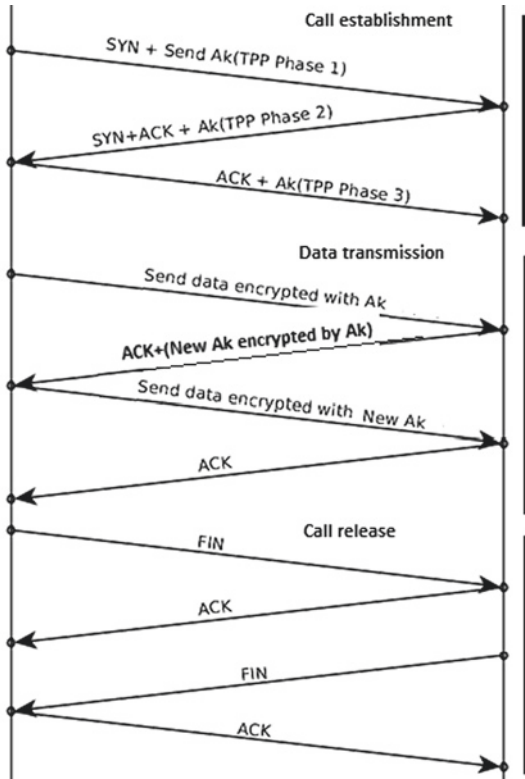 Call establishment
SYN + Send Ak(TPP Phase 1)
SYN+ACK + Ak(TPP Phase 2)
ACK + Ak(TPP Phase 3)
Data transmission
Send data encrypted with Ak
ACK+(New Ak encrypted by Ak)
Send data encrypted with New Ak
ACK
Call release
FIN
ACK
FIN
ACK